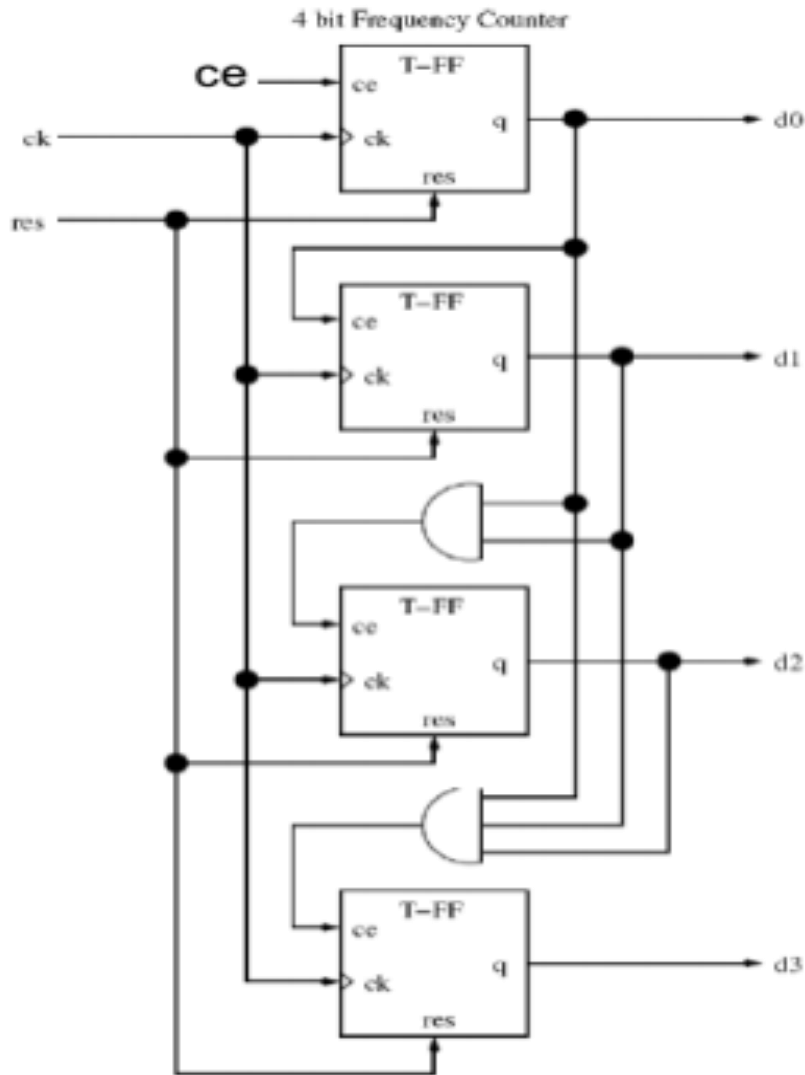 4 bit Frequency Counter
T-FF
ce
ce
q
d0
ck
ck
res
res
T-FF
ce
q
d1
ck
res
T-FF
ce
q
d2
ck
res
T-FF
ce
q
d3
ck
res